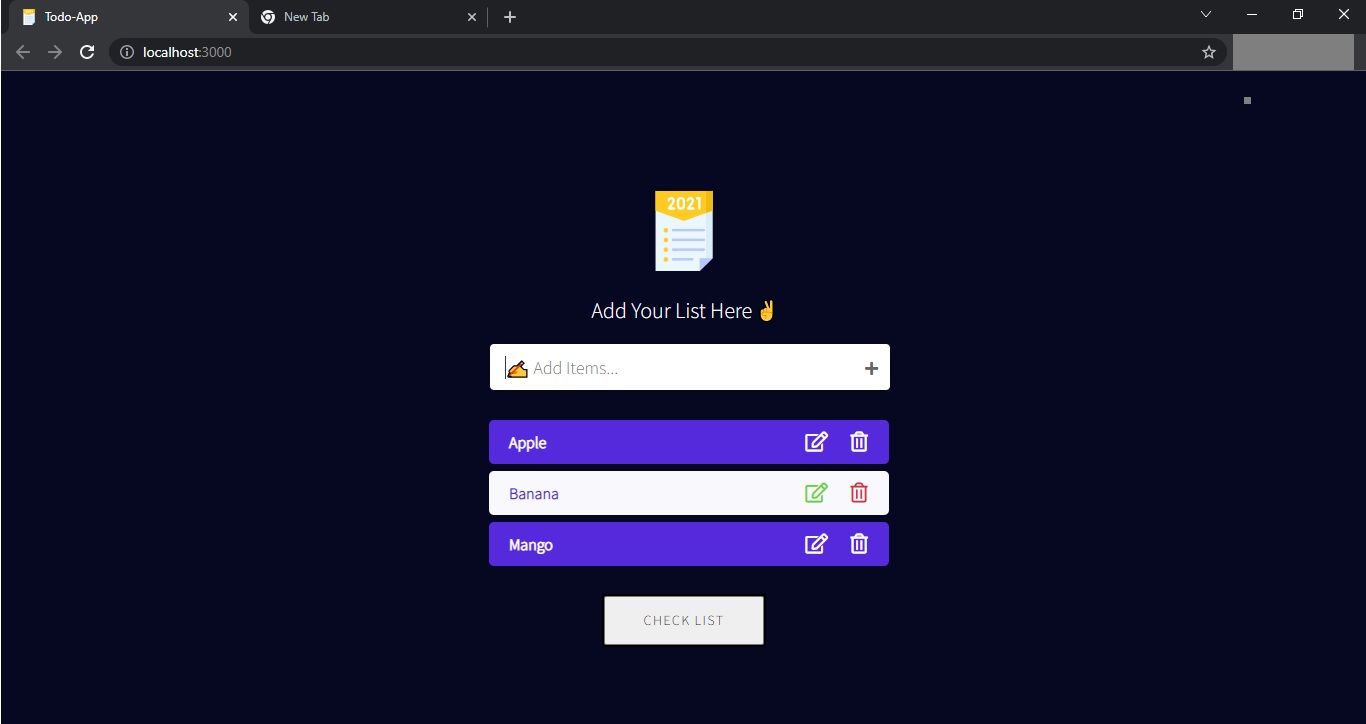 Todo-App
New Tab
localhost:3000
2021
Add Your List Here ✌
✍ Add Items...
Apple
Banana
Mango
CHECK LIST